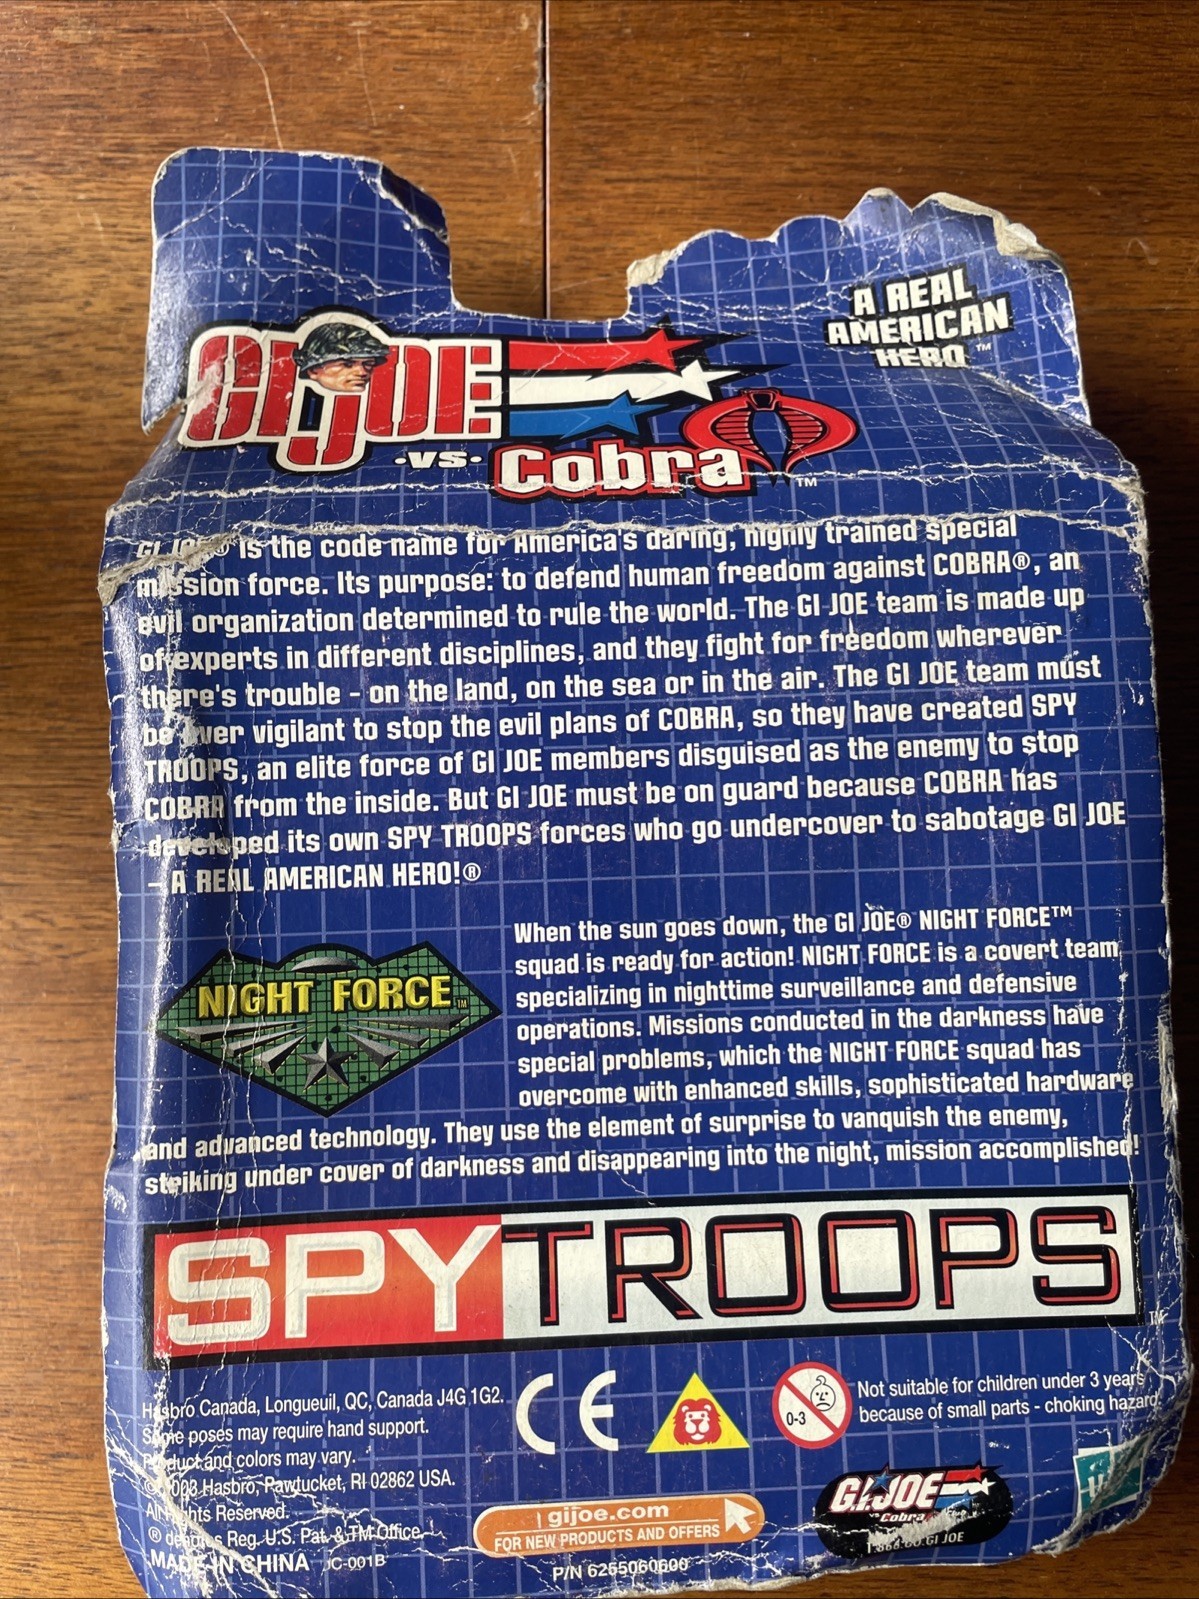 A REAL
AMERICAN
HERO™
GI JOE
·VS· Cobra™
GI JOE® is the code name for America's daring, highly trained special
mission force. Its purpose: to defend human freedom against COBRA®, an
evil organization determined to rule the world. The GI JOE team is made up
of experts in different disciplines, and they fight for freedom wherever
there's trouble - on the land, on the sea or in the air. The GI JOE team must
be ever vigilant to stop the evil plans of COBRA, so they have created SPY
TROOPS, an elite force of GI JOE members disguised as the enemy to stop
COBRA from the inside. But GI JOE must be on guard because COBRA has
developed its own SPY TROOPS forces who go undercover to sabotage GI JOE
– A REAL AMERICAN HERO!®
NIGHT FORCE™
When the sun goes down, the GI JOE® NIGHT FORCE™
squad is ready for action! NIGHT FORCE is a covert team
specializing in nighttime surveillance and defensive
operations. Missions conducted in the darkness have
special problems, which the NIGHT FORCE squad has
overcome with enhanced skills, sophisticated hardware
and advanced technology. They use the element of surprise to vanquish the enemy,
striking under cover of darkness and disappearing into the night, mission accomplished!
SPYTROOPS™
Hasbro Canada, Longueuil, QC, Canada J4G 1G2.
Some poses may require hand support.
Product and colors may vary.
© 2003 Hasbro, Pawtucket, RI 02862 USA.
All Rights Reserved.
® denotes Reg. U.S. Pat. & TM Office.
MADE IN CHINA IC-001B
CE
0-3
Not suitable for children under 3 years
because of small parts - choking hazard.
gijoe.com
FOR NEW PRODUCTS AND OFFERS
P/N 6255060600
GI JOE
Cobra
GI JOE